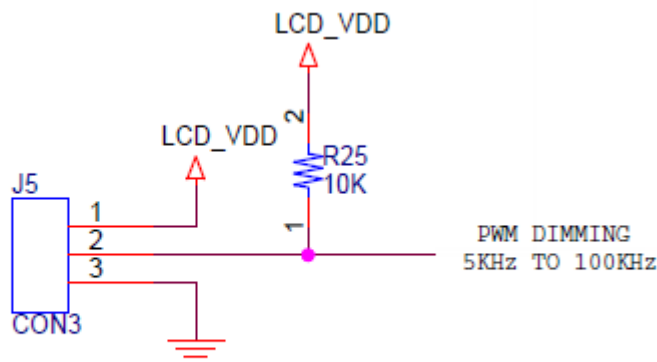 LCD_VDD
LCD_VDD
2
R25
10K
1
J5
1
2
3
CON3
PWM DIMMING
5KHz TO 100KHz